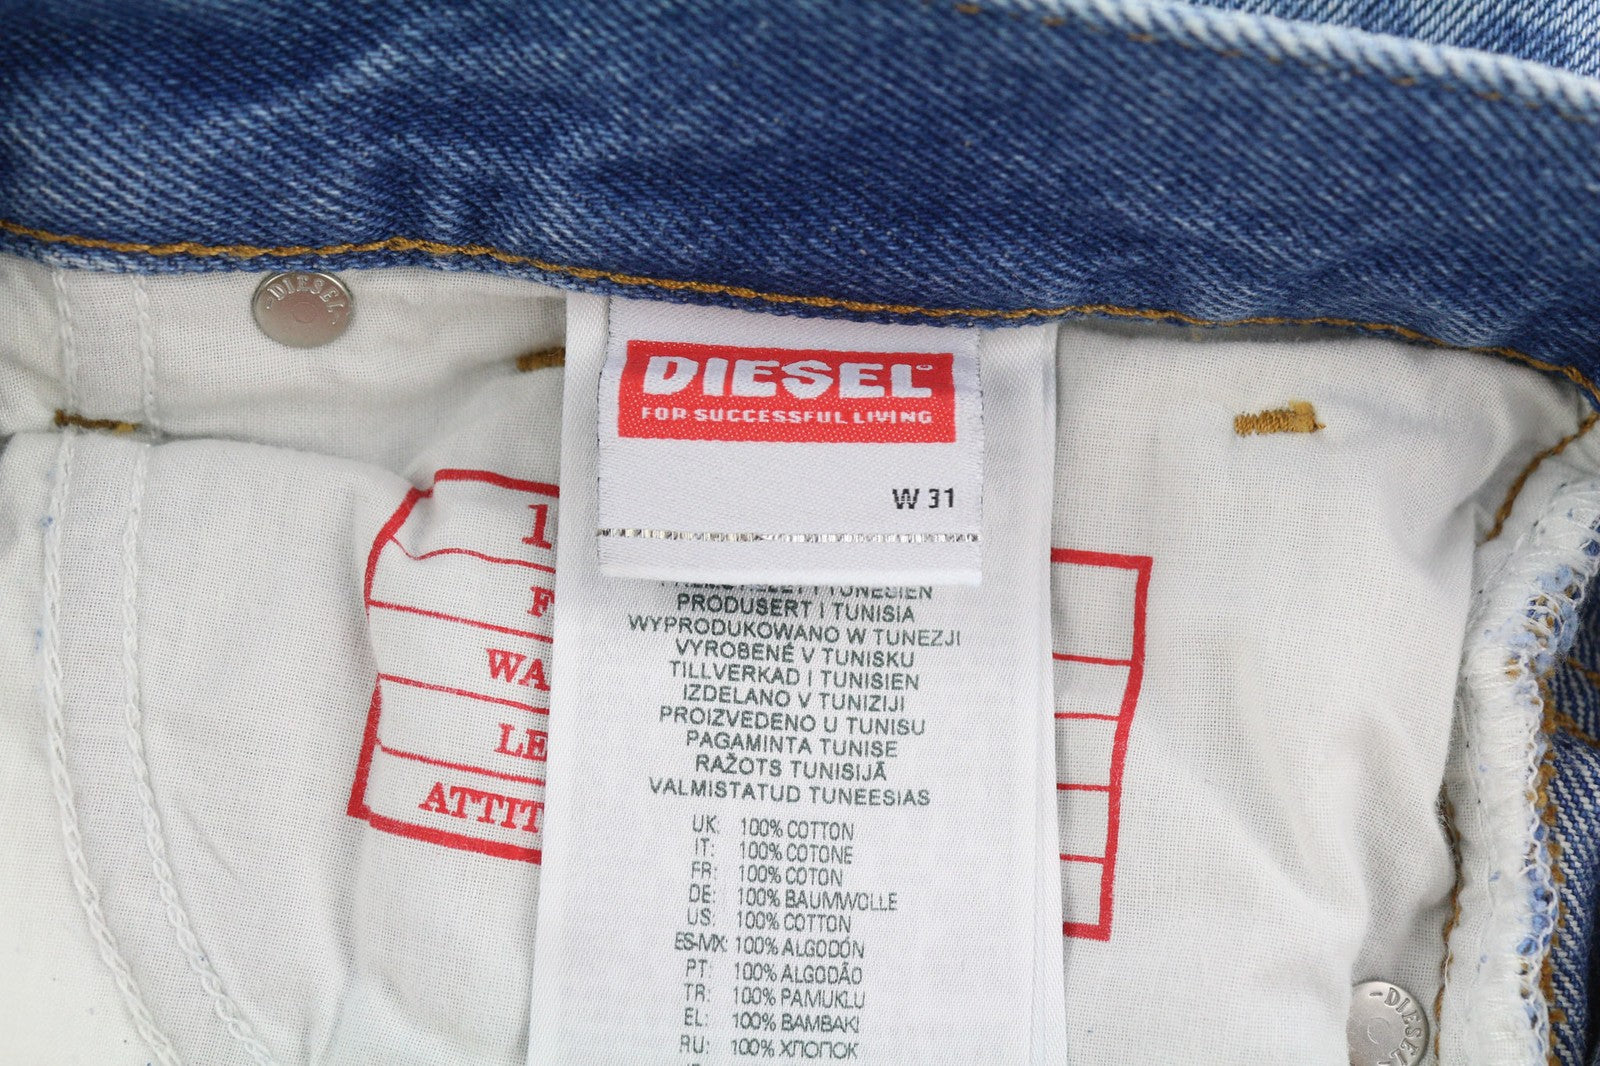 DIESEL
DIESEL
FOR SUCCESSFUL LIVING
W 31
1
F
WA
LE
ATTIT
I TUNESIEN
PRODUSERT I TUNISIA
WYPRODUKOWANO W TUNEZJI
VYROBENÉ V TUNISKU
TILLVERKAD I TUNISIEN
IZDELANO V TUNIZIJI
PROIZVEDENO U TUNISU
PAGAMINTA TUNISE
RAŽOTS TUNISIJĀ
VALMISTATUD TUNEESIAS
UK: 100% COTTON
IT: 100% COTONE
FR: 100% COTON
DE: 100% BAUMWOLLE
US: 100% COTTON
ES-MX: 100% ALGODÓN
PT: 100% ALGODÃO
TR: 100% PAMUKLU
EL: 100% ΒΑΜΒΑΚΙ
RU: 100% ХЛОПОК
DIESEL